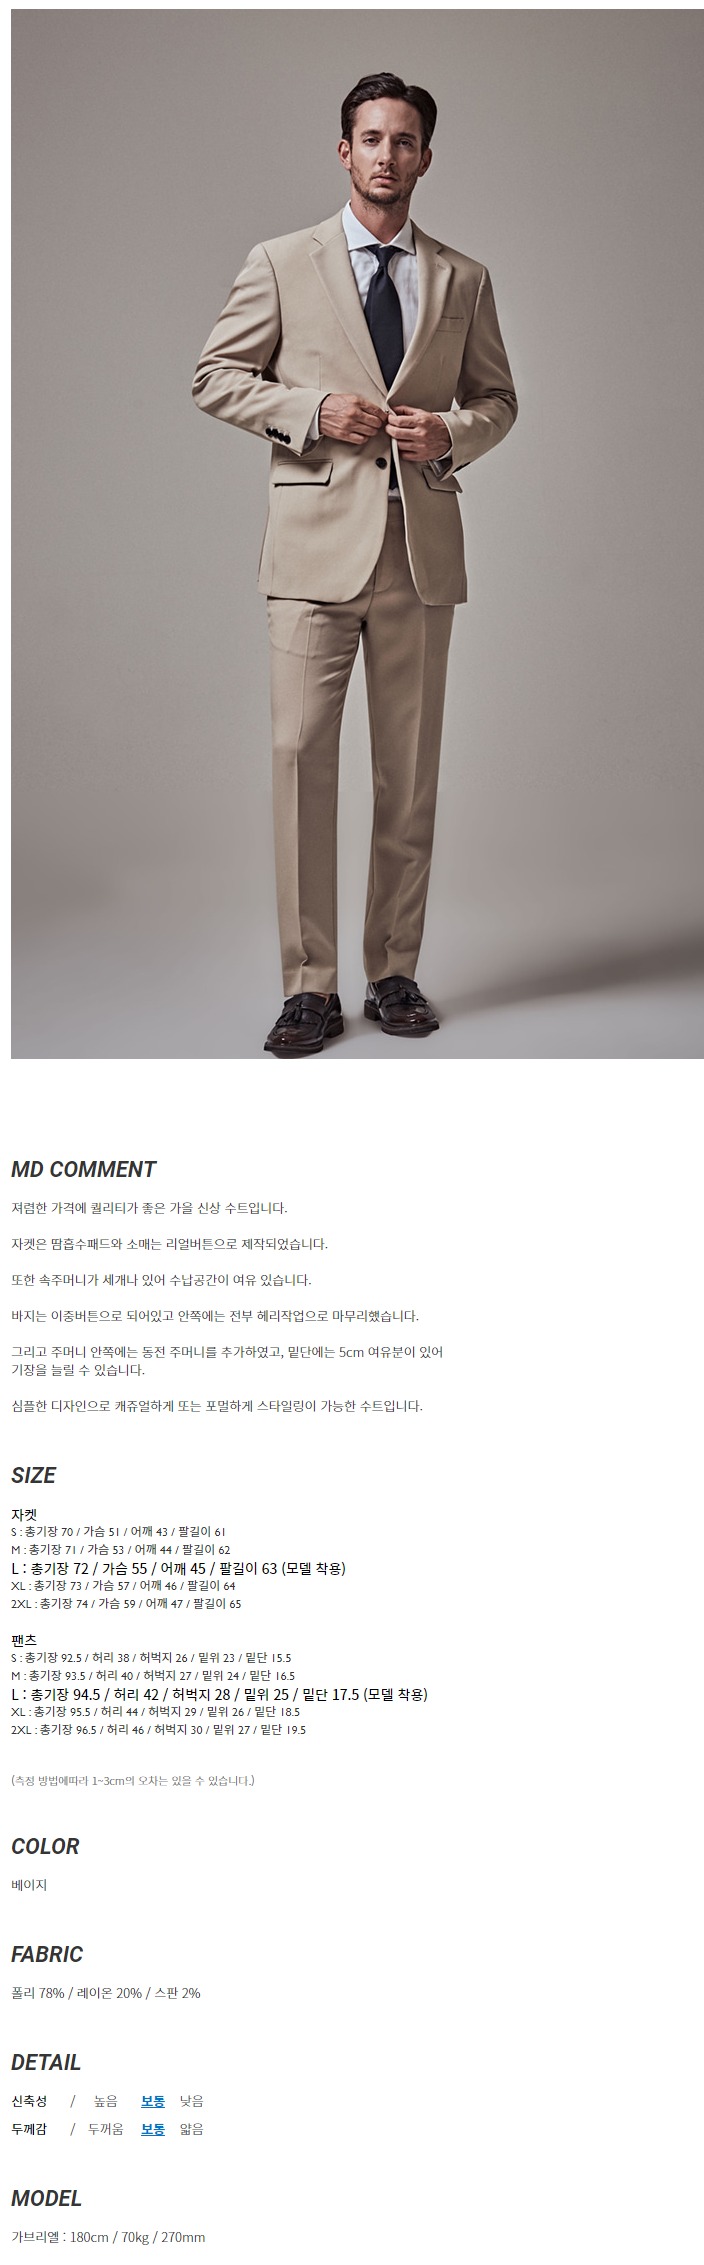 MD COMMENT
져렴한 가격에 퀄리티가 좋은 가을 신상 수트입니다.
자켓은 땀흡수패드와 소매는 리얼버튼으로 제작되었습니다.
또한 속주머니가 세개나 있어 수납공간이 여유 있습니다.
바지는 이중버튼으로 되어있고 안쪽에는 전부 헤리작업으로 마무리했습니다.
그리고 주머니 안쪽에는 동전 주머니를 추가하였고, 밑단에는 5cm 여유분이 있어
기장을 늘릴 수 있습니다.
심플한 디자인으로 캐쥬얼하게 또는 포멀하게 스타일링이 가능한 수트입니다.
SIZE
자켓
S : 총기장 70 / 가슴 51 / 어깨 43 / 팔길이 61
M : 총기장 71 / 가슴 53 / 어깨 44 / 팔길이 62
L : 총기장 72 / 가슴 55 / 어깨 45 / 팔길이 63 (모델 착용)
XL : 총기장 73 / 가슴 57 / 어깨 46 / 팔길이 64
2XL : 총기장 74 / 가슴 59 / 어깨 47 / 팔길이 65
팬츠
S : 총기장 92.5 / 허리 38 / 허벅지 26 / 밑위 23 / 밑단 15.5
M : 총기장 93.5 / 허리 40 / 허벅지 27 / 밑위 24 / 밑단 16.5
L : 총기장 94.5 / 허리 42 / 허벅지 28 / 밑위 25 / 밑단 17.5 (모델 착용)
XL : 총기장 95.5 / 허리 44 / 허벅지 29 / 밑위 26 / 밑단 18.5
2XL : 총기장 96.5 / 허리 46 / 허벅지 30 / 밑위 27 / 밑단 19.5
(측정 방법에따라 1~3cm의 오차는 있을 수 있습니다.)
COLOR
베이지
FABRIC
폴리 78% / 레이온 20% / 스판 2%
DETAIL
신축성 / 높음 보통 낮음
두께감 / 두꺼움 보통 얇음
MODEL
가브리엘 : 180cm / 70kg / 270mm